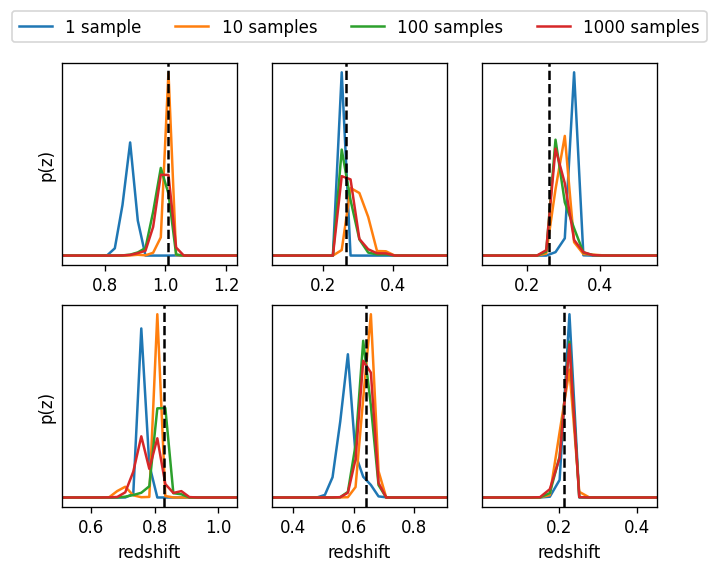 1 sample 10 samples 100 samples 1000 samples
p(z)
0.8 1.0 1.2 0.2 0.4 0.2 0.4
p(z)
0.6 0.8 1.0 0.4 0.6 0.8 0.2 0.4
redshift redshift redshift